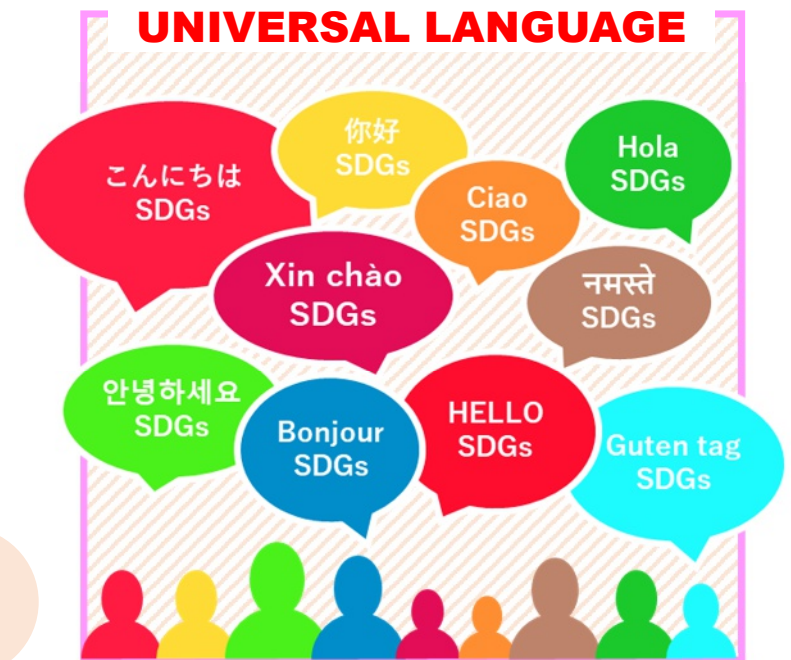 UNIVERSAL LANGUAGE
こんにちは
SDGs
你好
SDGs
Ciao
SDGs
Hola
SDGs
Xin chào
SDGs
नमस्ते
SDGs
안녕하세요
SDGs
Bonjour
SDGs
HELLO
SDGs
Guten tag
SDGs